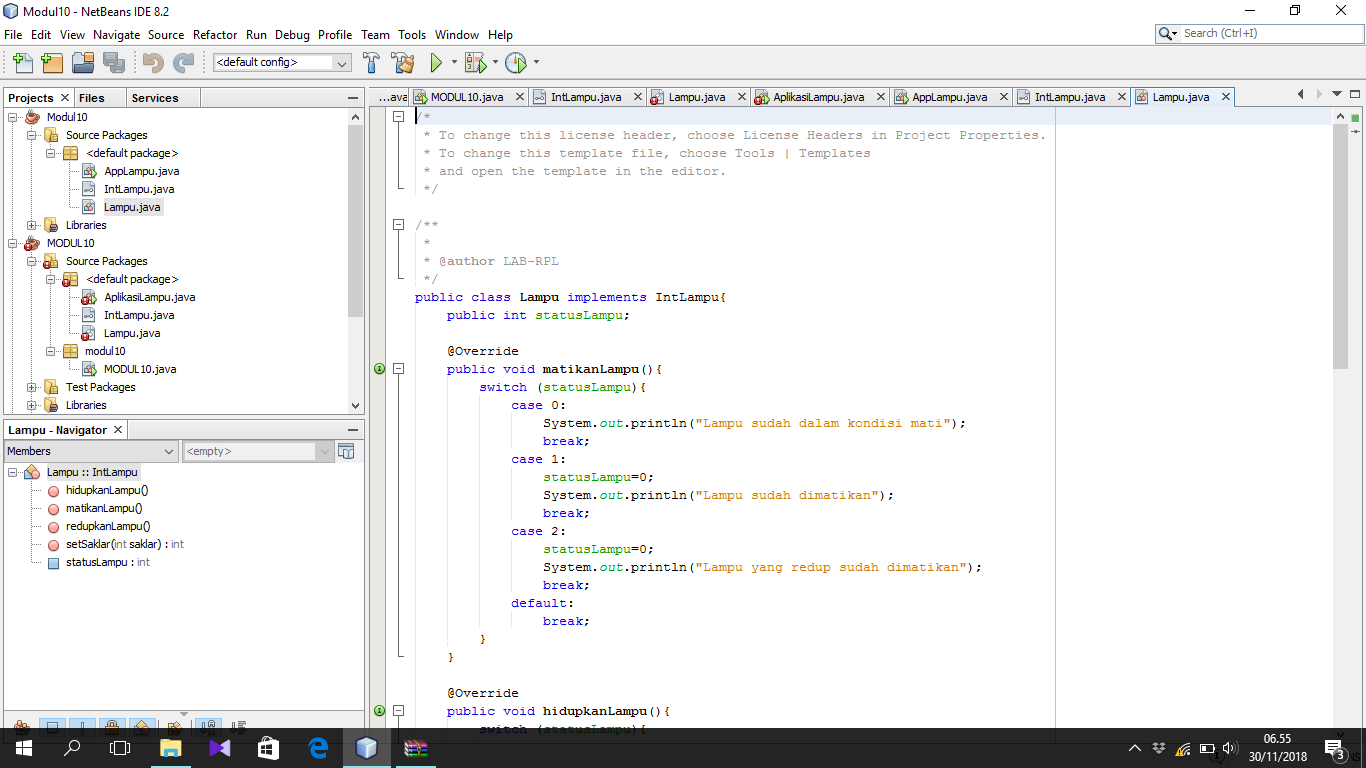 Modul10 - NetBeans IDE 8.2
File Edit View Navigate Source Refactor Run Debug Profile Team Tools Window Help
Search (Ctrl+I)
<default config>
Projects Files Services
Modul10
Source Packages
<default package>
AppLampu.java
IntLampu.java
Lampu.java
Libraries
MODUL10
Source Packages
<default package>
AplikasiLampu.java
IntLampu.java
Lampu.java
modul10
MODUL10.java
Test Packages
Libraries
Lampu - Navigator
Members
<empty>
Lampu :: IntLampu
hidupkanLampu()
matikanLampu()
redupkanLampu()
setSaklar(int saklar) : int
statusLampu : int
...ava MODUL10.java IntLampu.java Lampu.java AplikasiLampu.java AppLampu.java IntLampu.java Lampu.java
/*
* To change this license header, choose License Headers in Project Properties.
* To change this template file, choose Tools | Templates
* and open the template in the editor.
*/
/**
*
* @author LAB-RPL
*/
public class Lampu implements IntLampu{
public int statusLampu;
@Override
public void matikanLampu(){
switch (statusLampu){
case 0:
System.out.println("Lampu sudah dalam kondisi mati");
break;
case 1:
statusLampu=0;
System.out.println("Lampu sudah dimatikan");
break;
case 2:
statusLampu=0;
System.out.println("Lampu yang redup sudah dimatikan");
break;
default:
break;
}
}
@Override
public void hidupkanLampu(){
switch (statusLampu){
06.55
30/11/2018
3